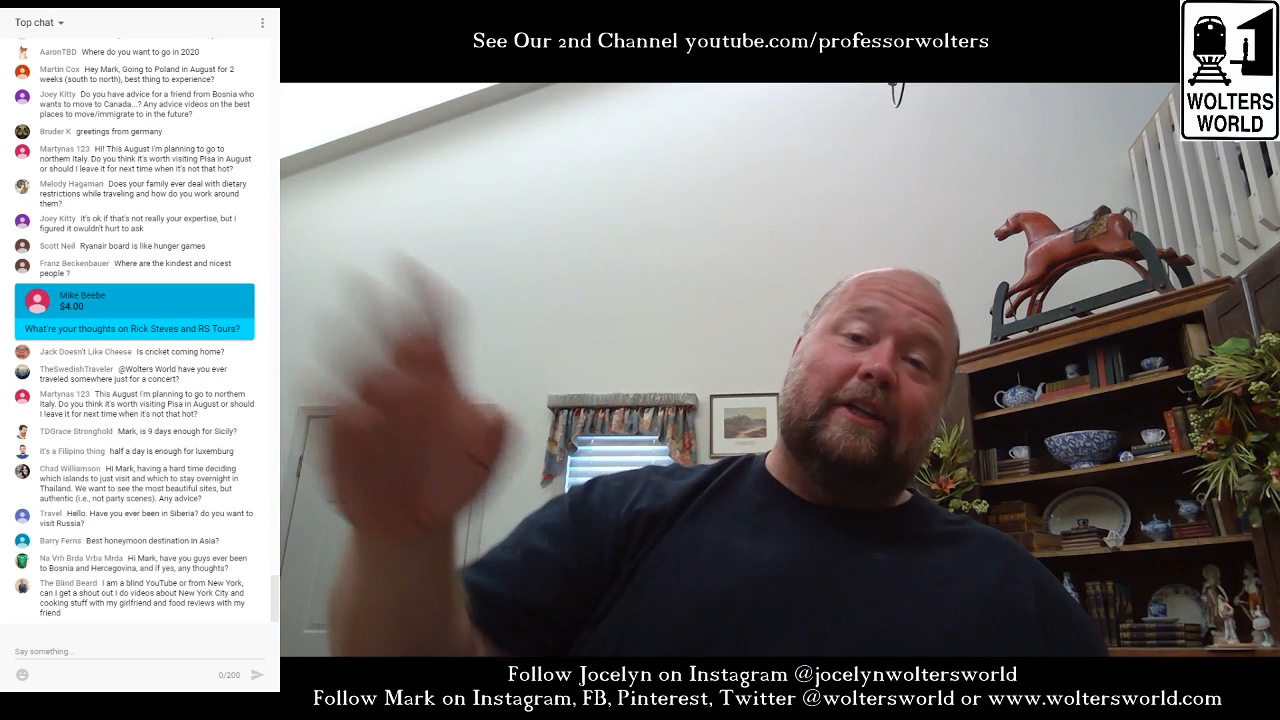 Top chat
AaronTBD Where do you want to go in 2020
Martin Cox Hey Mark, Going to Poland in August for 2
weeks (south to north), best thing to experience?
Joey Kitty Do you have advice for a friend from Bosnia who
wants to move to Canada...? Any advice videos on the best
places to move/immigrate to in the future?
Bruder K greetings from germany
Martynas 123 Hi! This August I'm planning to go to
northern Italy. Do you think it's worth visiting Pisa in August
or should I leave it for next time when it's not that hot?
Melody Hagaman Does your family ever deal with dietary
restrictions while traveling and how do you work around
them?
Joey Kitty it's ok if that's not really your expertise, but i
figured it owuldn't hurt to ask
Scott Neil Ryanair board is like hunger games
Franz Beckenbauer Where are the kindest and nicest
people ?
Mike Beebe
$4.00
What're your thoughts on Rick Steves and RS Tours?
Jack Doesn't Like Cheese Is cricket coming home?
TheSwedishTraveler @Wolters World have you ever
traveled somewhere just for a concert?
Martynas 123 This August I'm planning to go to northern
Italy. Do you think it's worth visiting Pisa in August or should
I leave it for next time when it's not that hot?
TDGrace Stronghold Mark, is 9 days enough for Sicily?
it's a Filipino thing half a day is enough for luxemburg
Chad Williamson Hi Mark, having a hard time deciding
which islands to just visit and which to stay overnight in
Thailand. We want to see the most beautiful sites, but
authentic (i.e., not party scenes). Any advice?
Travel Hello. Have you ever been in Siberia? do you want to
visit Russia?
Barry Ferns Best honeymoon destination in Asia?
Na Vrh Brda Vrba Mrda Hi Mark, have you guys ever been
to Bosnia and Hercegovina, and if yes, any thoughts?
The Blind Beard I am a blind YouTube or from New York,
can I get a shout out I do videos about New York City and
cooking stuff with my girlfriend and food reviews with my
friend
Say something...
0/200
See Our 2nd Channel youtube.com/professorwolters
WOLTERS
WORLD
Follow Jocelyn on Instagram @jocelynwoltersworld
Follow Mark on Instagram, FB, Pinterest, Twitter @woltersworld or www.woltersworld.com